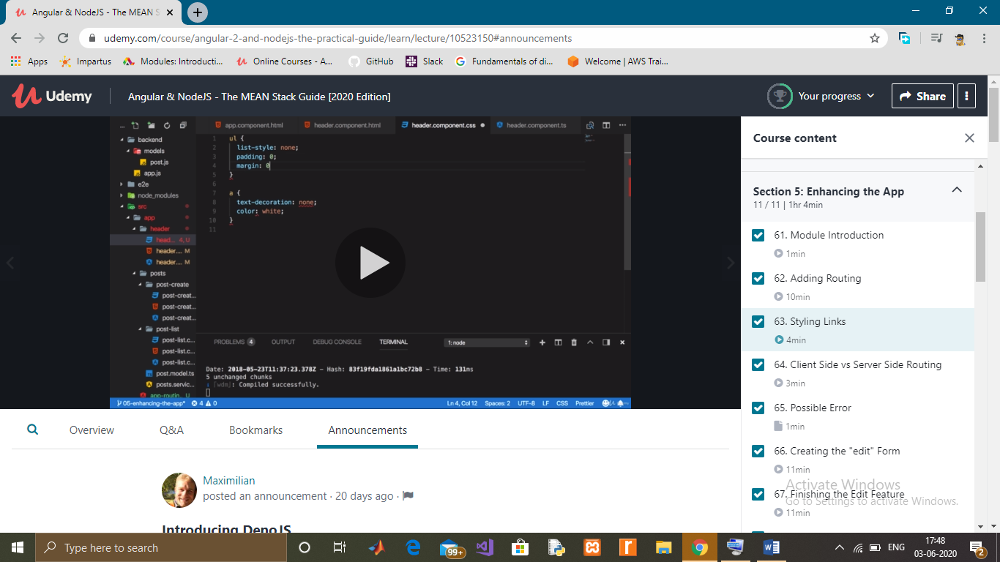 Angular & NodeJS - The MEAN S
udemy.com/course/angular-2-and-nodejs-the-practical-guide/learn/lecture/10523150#announcements
Apps Impartus Modules: Introducti... Online Courses - A... GitHub Slack Fundamentals of di... Welcome | AWS Trai...
Udemy Angular & NodeJS - The MEAN Stack Guide [2020 Edition] Your progress Share
... app.component.html header.component.html header.component.css header.component.ts ...
backend
models
post.js
app.js
e2e
node_modules
src
app
header
head... 4, U
header.... M
header.... M
posts
post-create
post-creat...
post-creat...
post-creat...
post-list
post-list.c...
post-list.c...
post-list.c...
post.model.ts
posts.servic...
app-routin.. U
1 ul {
2 list-style: none;
3 padding: 0;
4 margin: 0
5 }
6
7 a {
8 text-decoration: none;
9 color: white;
10 }
11
PROBLEMS 4 OUTPUT DEBUG CONSOLE TERMINAL 1: node
Date: 2018-05-23T11:37:23.378Z - Hash: 83f19fda1861a1bc72b8 - Time: 131ms
5 unchanged chunks
i ｢wdm｣: Compiled successfully.
05-enhancing-the-app* 4 0 Ln 4, Col 12 Spaces: 2 UTF-8 LF CSS Prettier
Course content
Section 5: Enhancing the App
11 / 11 | 1hr 4min
61. Module Introduction
1min
62. Adding Routing
10min
63. Styling Links
4min
64. Client Side vs Server Side Routing
3min
65. Possible Error
1min
66. Creating the "edit" Form
11min
67. Finishing the Edit Feature
11min
Activate Windows
Go to Settings to activate Windows.
Overview Q&A Bookmarks Announcements
Maximilian
posted an announcement · 20 days ago ·
Introducing DenoJS
Type here to search 99+ ENG 17:48
03-06-2020 2